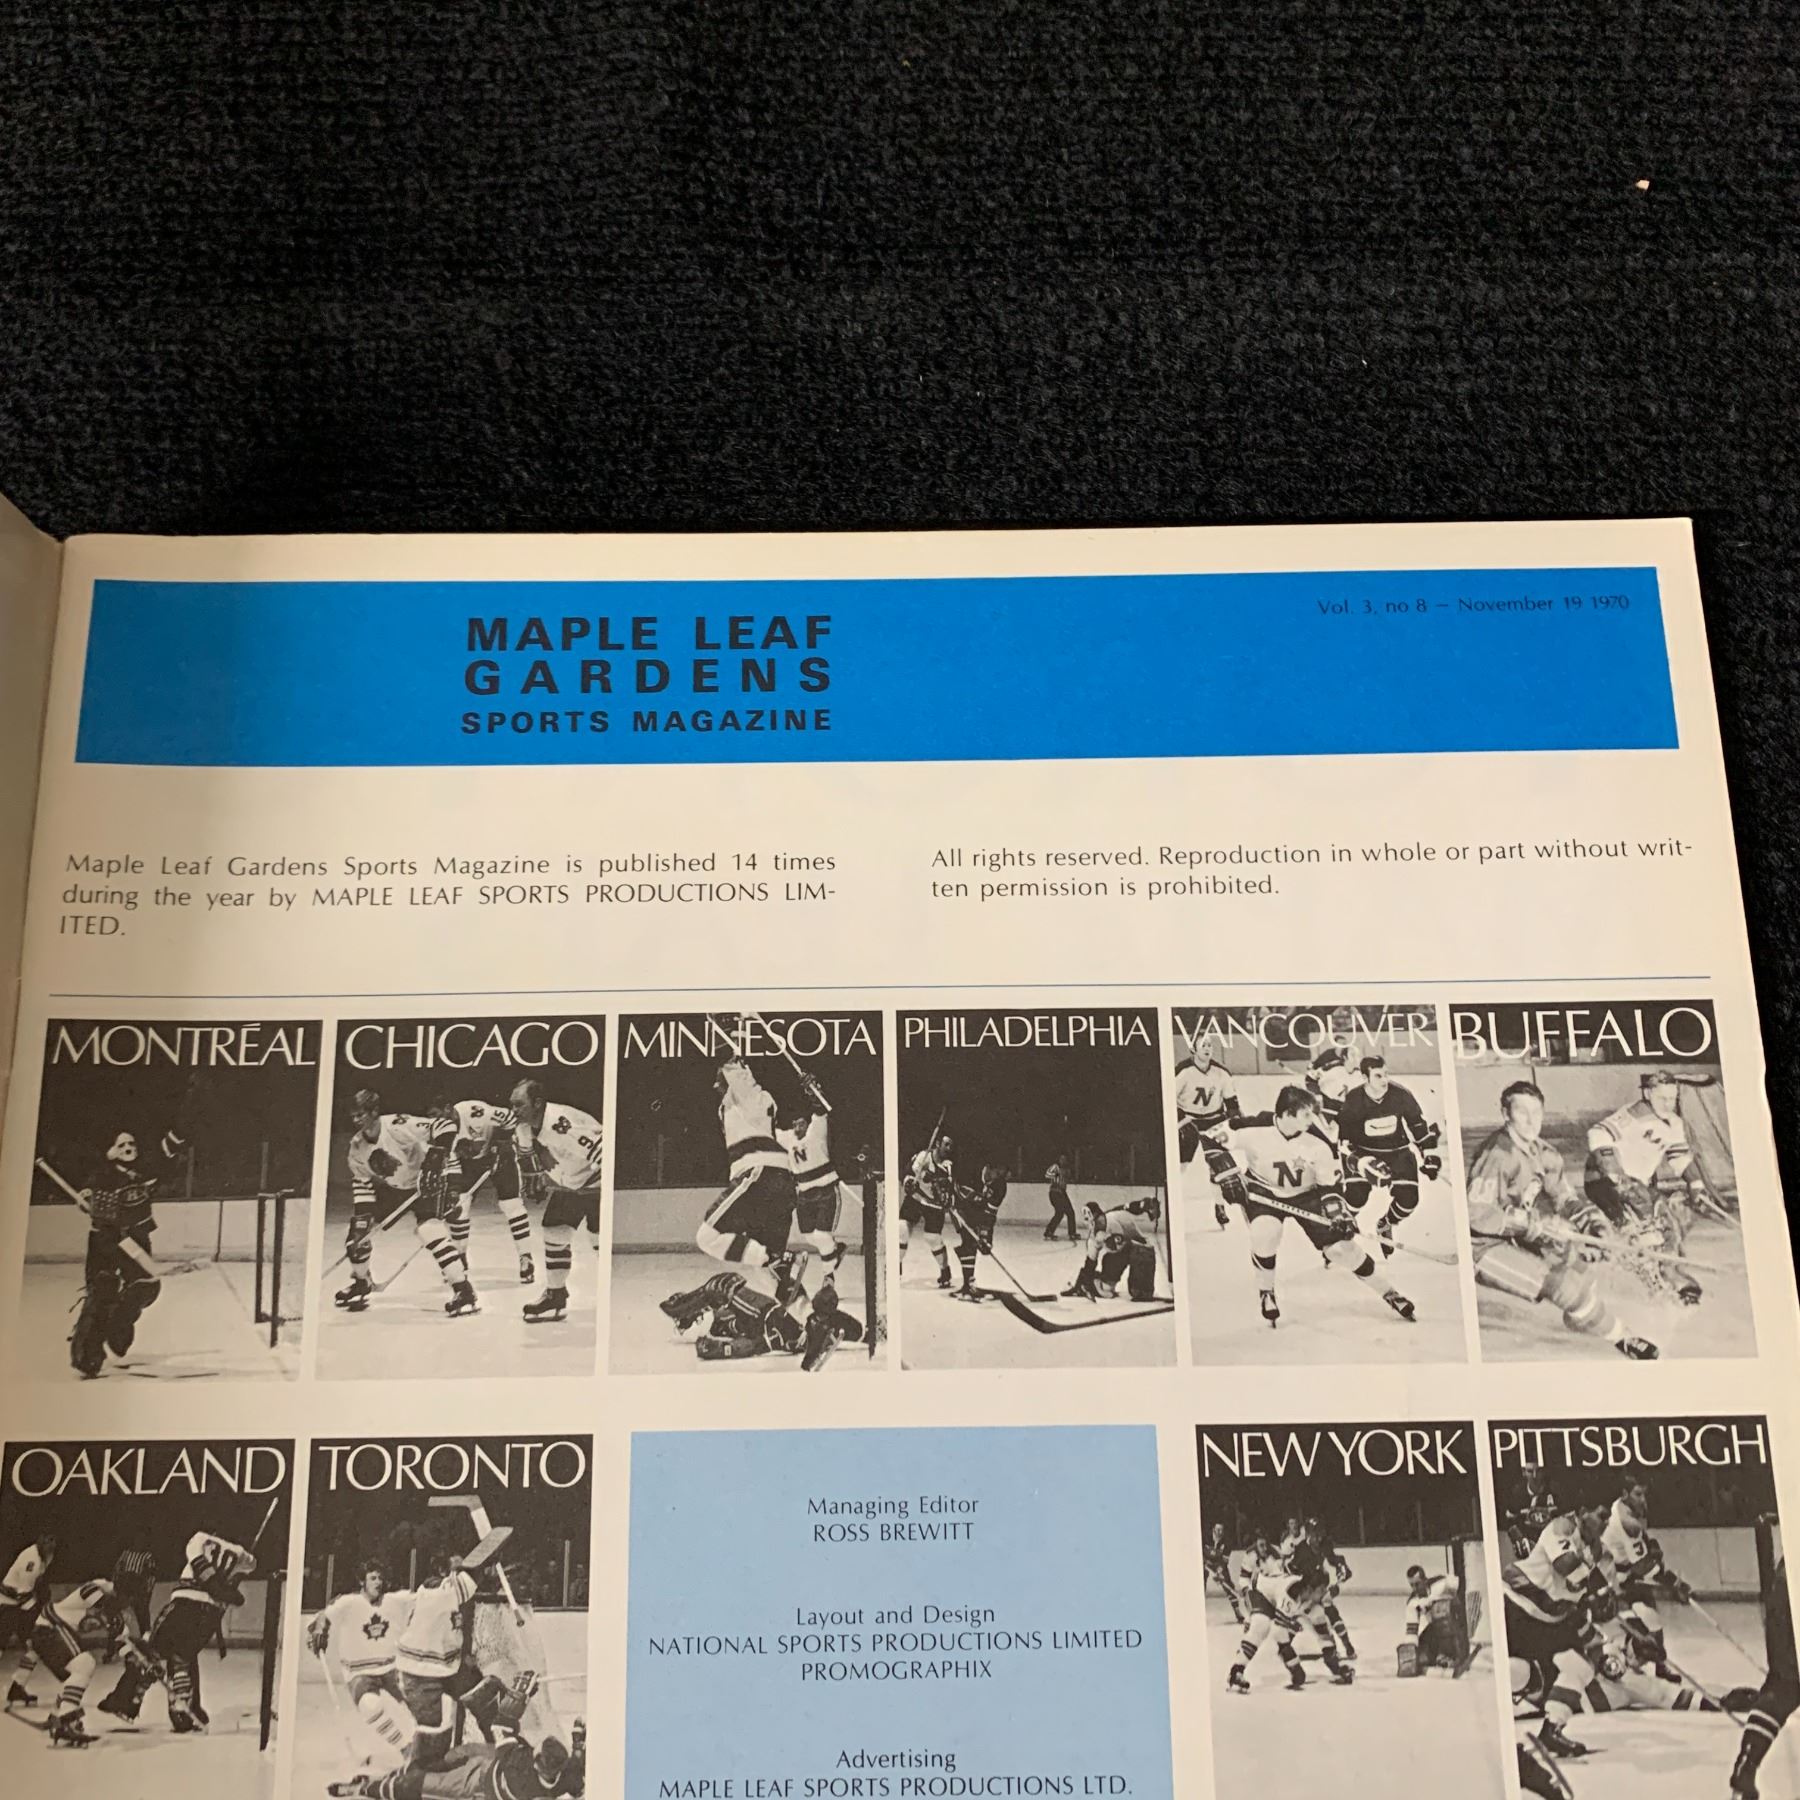 MAPLE LEAF
GARDENS
SPORTS MAGAZINE
Vol. 3, no 8 — November 19 1970
Maple Leaf Gardens Sports Magazine is published 14 times
during the year by MAPLE LEAF SPORTS PRODUCTIONS LIM-
ITED.
All rights reserved. Reproduction in whole or part without writ-
ten permission is prohibited.
MONTRÉAL
CHICAGO
MINNESOTA
PHILADELPHIA
VANCOUVER
BUFFALO
OAKLAND
TORONTO
NEW YORK
PITTSBURGH
Managing Editor
ROSS BREWITT
Layout and Design
NATIONAL SPORTS PRODUCTIONS LIMITED
PROMOGRAPHIX
Advertising
MAPLE LEAF SPORTS PRODUCTIONS LTD.